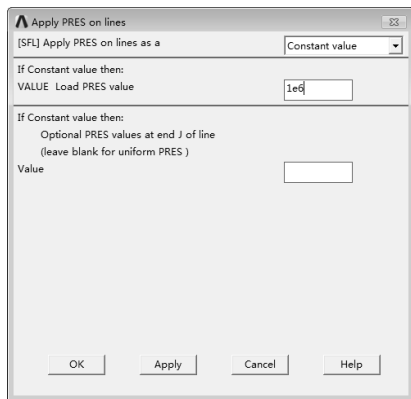 Apply PRES on lines
[SFL] Apply PRES on lines as a
Constant value
If Constant value then:
VALUE Load PRES value
1e6
If Constant value then:
Optional PRES values at end J of line
(leave blank for uniform PRES )
Value
OK Apply Cancel Help